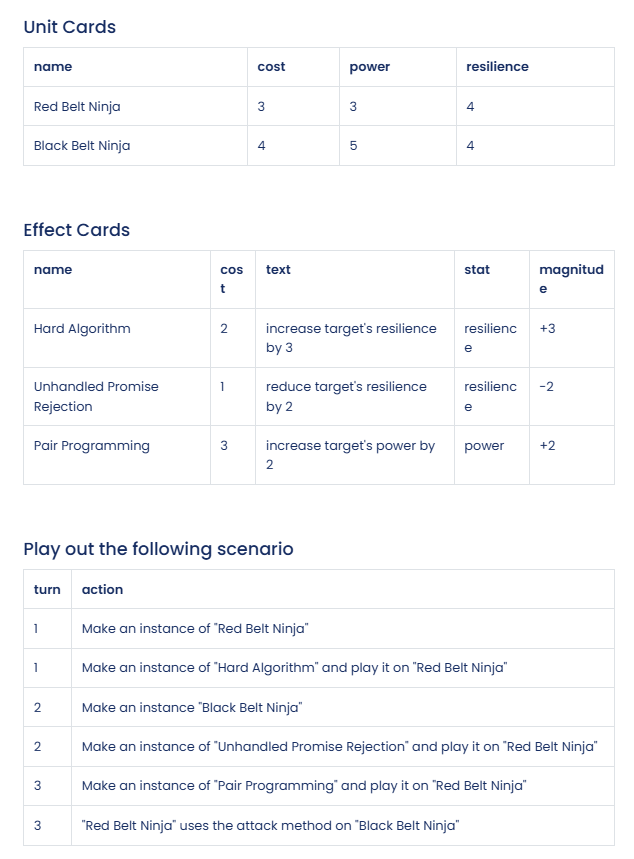 Unit Cards
name cost power resilience
Red Belt Ninja 3 3 4
Black Belt Ninja 4 5 4
Effect Cards
name cos text stat magnitud
t e
Hard Algorithm 2 increase target's resilience resilienc +3
by 3 e
Unhandled Promise 1 reduce target's resilience resilienc -2
Rejection by 2 e
Pair Programming 3 increase target's power by power +2
2
Play out the following scenario
turn action
1 Make an instance of "Red Belt Ninja"
1 Make an instance of "Hard Algorithm" and play it on "Red Belt Ninja"
2 Make an instance "Black Belt Ninja"
2 Make an instance of "Unhandled Promise Rejection" and play it on "Red Belt Ninja"
3 Make an instance of "Pair Programming" and play it on "Red Belt Ninja"
3 "Red Belt Ninja" uses the attack method on "Black Belt Ninja"